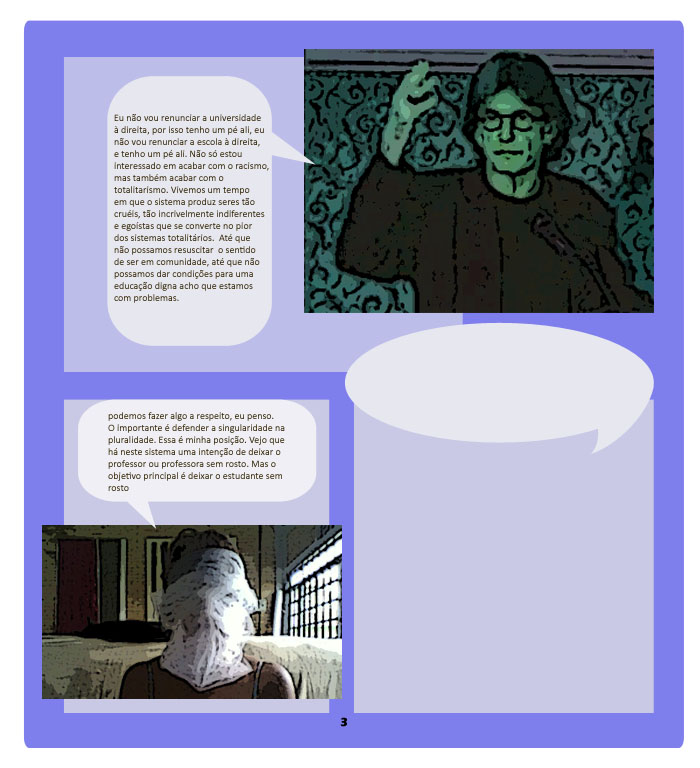 Eu não vou renunciar a universidade
à direita, por isso tenho um pé ali, eu
não vou renunciar a escola à direita,
e tenho um pé ali. Não só estou
interessado em acabar com o racismo,
mas também acabar com o
totalitarismo. Vivemos um tempo
em que o sistema produz seres tão
cruéis, tão incrivelmente indiferentes
e egoístas que se converte no pior
dos sistemas totalitários. Até que
não possamos resuscitar o sentido
de ser em comunidade, até que não
possamos dar condições para uma
educação digna acho que estamos
com problemas.
podemos fazer algo a respeito, eu penso.
O importante é defender a singularidade na
pluralidade. Essa é minha posição. Vejo que
há neste sistema uma intenção de deixar o
professor ou professora sem rosto. Mas o
objetivo principal é deixar o estudante sem
rosto
3